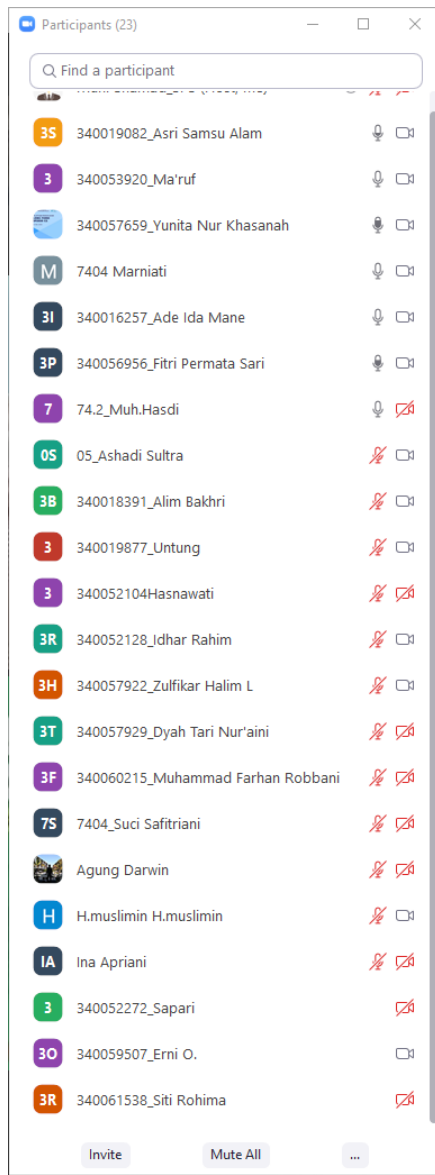 Participants (23)
Find a participant
3S 340019082_Asri Samsu Alam
3 340053920_Ma'ruf
340057659_Yunita Nur Khasanah
M 7404 Marniati
3I 340016257_Ade Ida Mane
3P 340056956_Fitri Permata Sari
7 74.2_Muh.Hasdi
0S 05_Ashadi Sultra
3B 340018391_Alim Bakhri
3 340019877_Untung
3 340052104Hasnawati
3R 340052128_Idhar Rahim
3H 340057922_Zulfikar Halim L
3T 340057929_Dyah Tari Nur'aini
3F 340060215_Muhammad Farhan Robbani
7S 7404_Suci Safitriani
Agung Darwin
H H.muslimin H.muslimin
IA Ina Apriani
3 340052272_Sapari
3O 340059507_Erni O.
3R 340061538_Siti Rohima
Invite Mute All ...